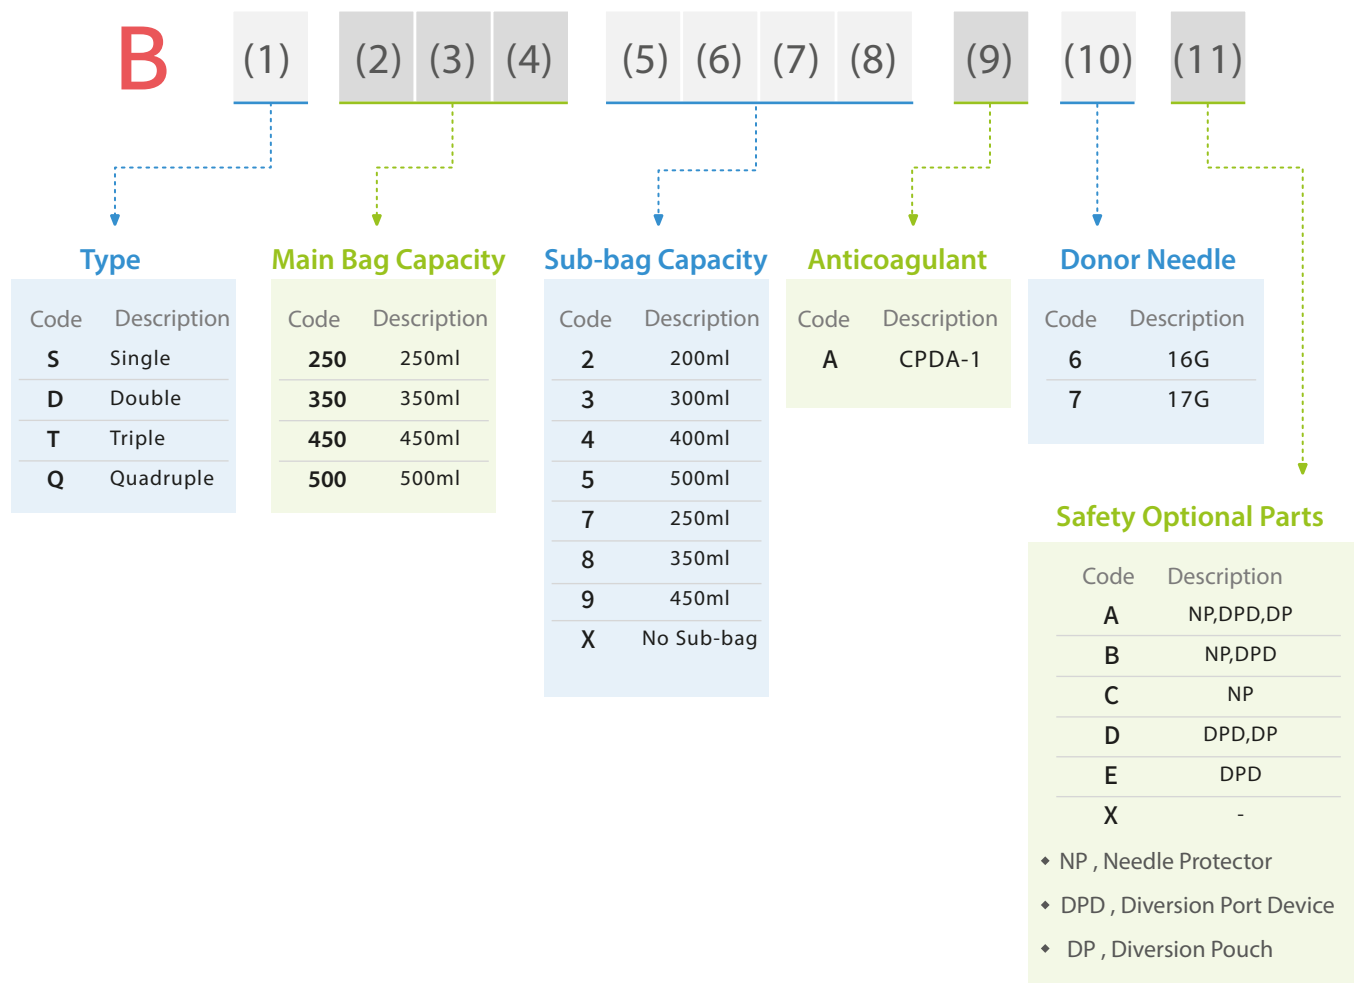 B (1) (2) (3) (4) (5) (6) (7) (8) (9) (10) (11)
Type
Code Description
S Single
D Double
T Triple
Q Quadruple
Main Bag Capacity
Code Description
250 250ml
350 350ml
450 450ml
500 500ml
Sub-bag Capacity
Code Description
2 200ml
3 300ml
4 400ml
5 500ml
7 250ml
8 350ml
9 450ml
X No Sub-bag
Anticoagulant
Code Description
A CPDA-1
Donor Needle
Code Description
6 16G
7 17G
Safety Optional Parts
Code Description
A NP,DPD,DP
B NP,DPD
C NP
D DPD,DP
E DPD
X -
NP , Needle Protector
DPD , Diversion Port Device
DP , Diversion Pouch